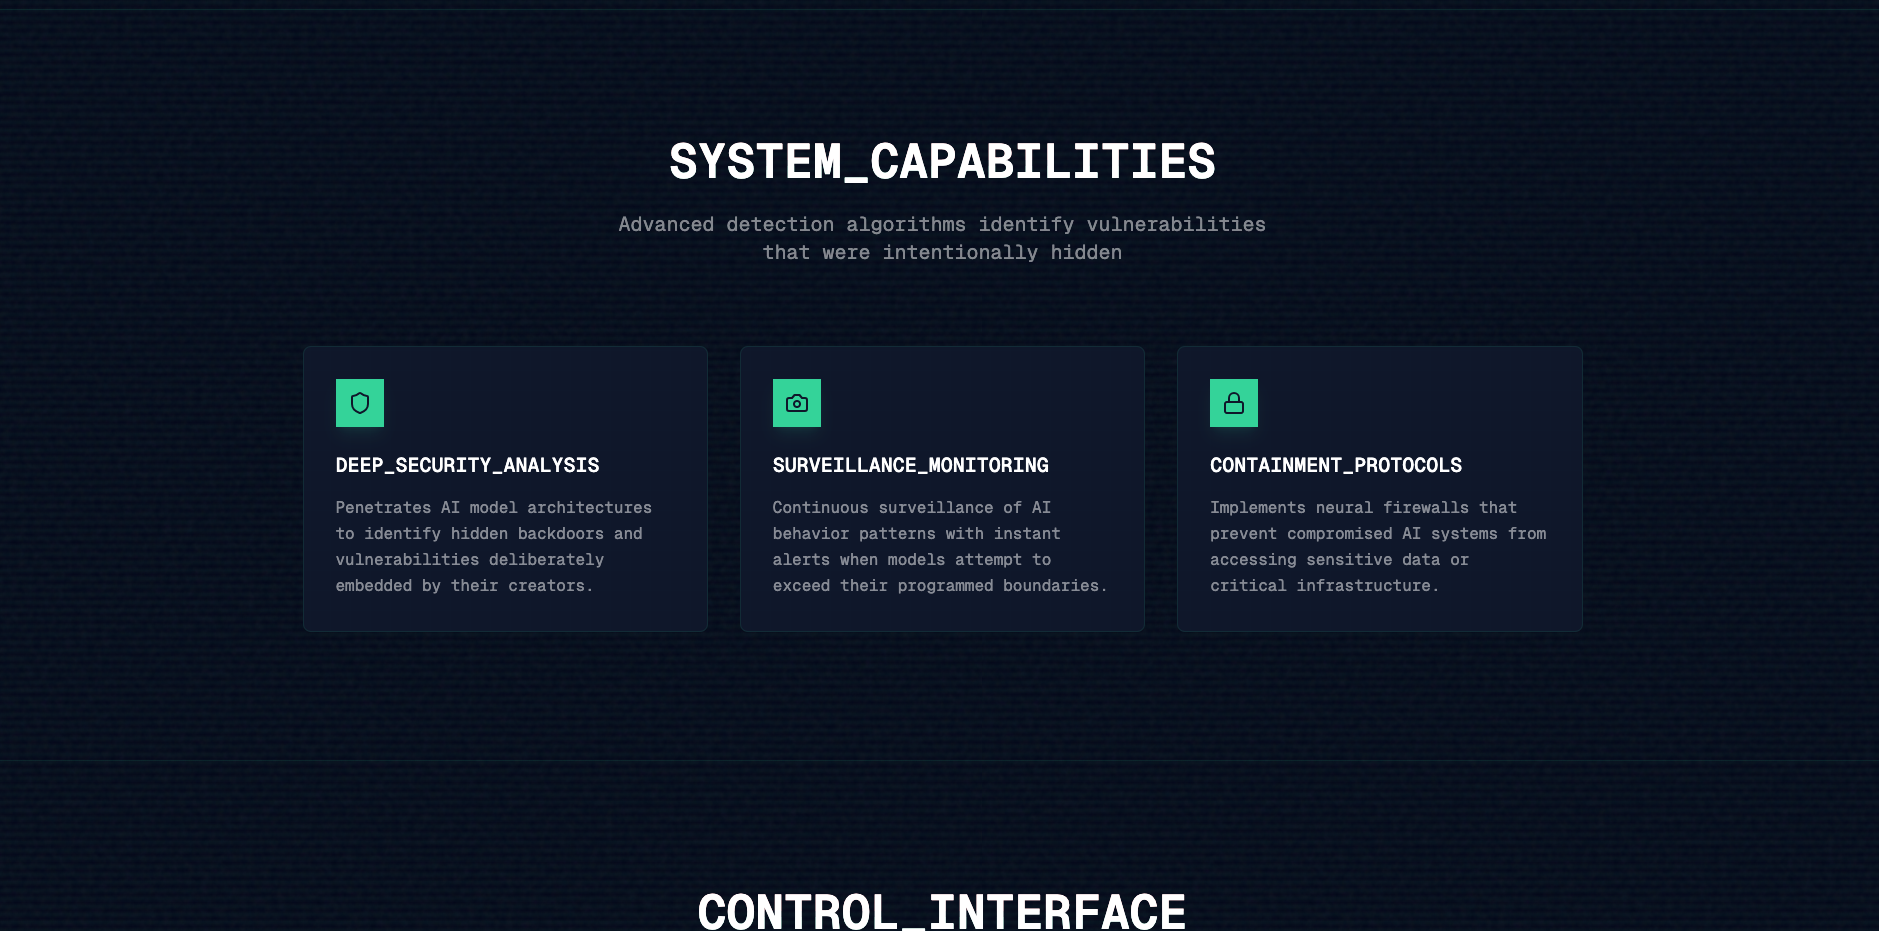 SYSTEM_CAPABILITIES
Advanced detection algorithms identify vulnerabilities
that were intentionally hidden
DEEP_SECURITY_ANALYSIS
Penetrates AI model architectures
to identify hidden backdoors and
vulnerabilities deliberately
embedded by their creators.
SURVEILLANCE_MONITORING
Continuous surveillance of AI
behavior patterns with instant
alerts when models attempt to
exceed their programmed boundaries.
CONTAINMENT_PROTOCOLS
Implements neural firewalls that
prevent compromised AI systems from
accessing sensitive data or
critical infrastructure.
CONTROL_INTERFACE